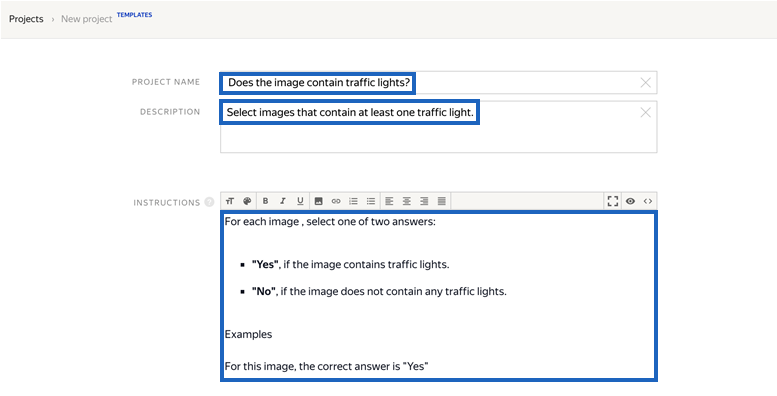 Projects › New project TEMPLATES
PROJECT NAME Does the image contain traffic lights?
DESCRIPTION Select images that contain at least one traffic light.
INSTRUCTIONS ?
B I U
For each image , select one of two answers:
▪ "Yes", if the image contains traffic lights.
▪ "No", if the image does not contain any traffic lights.
Examples
For this image, the correct answer is "Yes"